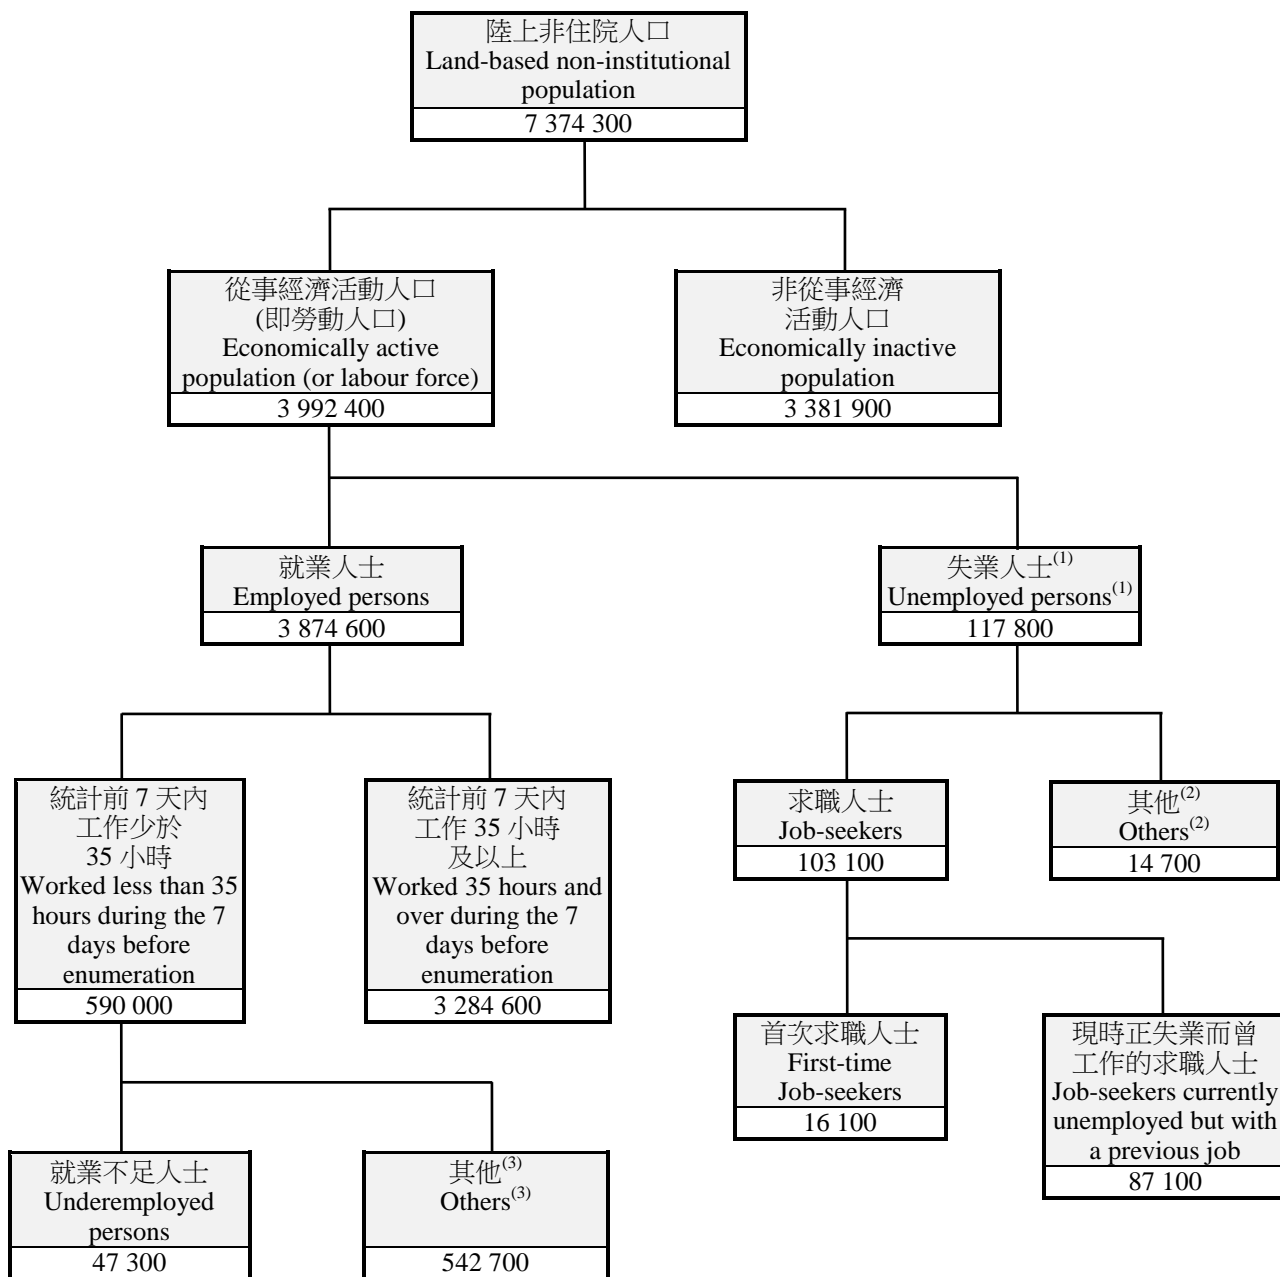 陸上非住院人口
Land-based non-institutional
population
7 374 300
從事經濟活動人口
(即勞動人口)
Economically active
population (or labour force)
3 992 400
非從事經濟
活動人口
Economically inactive
population
3 381 900
就業人士
Employed persons
3 874 600
失業人士(1)
Unemployed persons(1)
117 800
統計前 7 天內
工作少於
35 小時
Worked less than 35
hours during the 7
days before
enumeration
590 000
統計前 7 天內
工作 35 小時
及以上
Worked 35 hours and
over during the 7
days before
enumeration
3 284 600
求職人士
Job-seekers
103 100
其他(2)
Others(2)
14 700
首次求職人士
First-time
Job-seekers
16 100
現時正失業而曾
工作的求職人士
Job-seekers currently
unemployed but with
a previous job
87 100
就業不足人士
Underemployed
persons
47 300
其他(3)
Others(3)
542 700